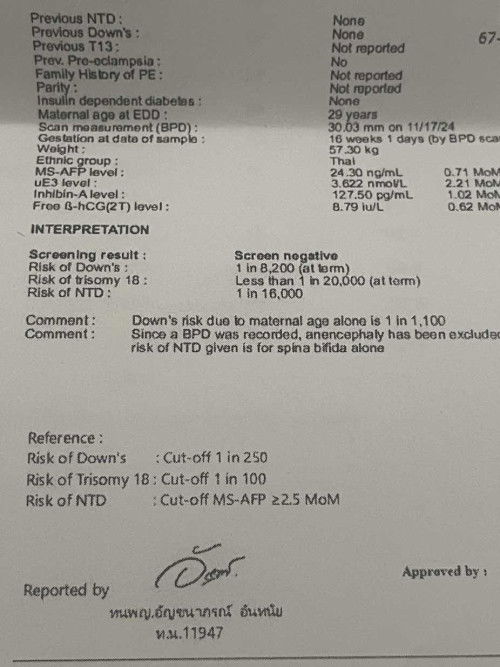 Previous NTD : None
Previous Down's : None 67-
Previous T13 : Not reported
Prev. Pre-eclampsia : No
Family History of PE : Not reported
Parity : Not reported
Insulin dependent diabetes : None
Maternal age at EDD : 29 years
Scan measurement (BPD) : 30.03 mm on 11/17/24
Gestation at date of sample : 16 weeks 1 days (by BPD sca
Weight : 57.30 kg
Ethnic group : Thai
MS-AFP level : 24.30 ng/mL 0.71 MoM
uE3 level : 3.622 nmol/L 2.21 MoM
Inhibin-A level : 127.50 pg/mL 1.02 MoM
Free ß-hCG(2T) level : 8.79 iu/L 0.62 MoM
INTERPRETATION
Screening result : Screen negative
Risk of Down's : 1 in 8,200 (at term)
Risk of trisomy 18 : Less than 1 in 20,000 (at term)
Risk of NTD : 1 in 16,000
Comment : Down's risk due to maternal age alone is 1 in 1,100
Comment : Since a BPD was recorded, anencephaly has been excluded
risk of NTD given is for spina bifida alone
Reference :
Risk of Down's : Cut-off 1 in 250
Risk of Trisomy 18 : Cut-off 1 in 100
Risk of NTD : Cut-off MS-AFP ≥2.5 MoM
Approved by :
Reported by
ทนพญ.อัญชนาภรณ์ อินทนัย
ท.น.11947